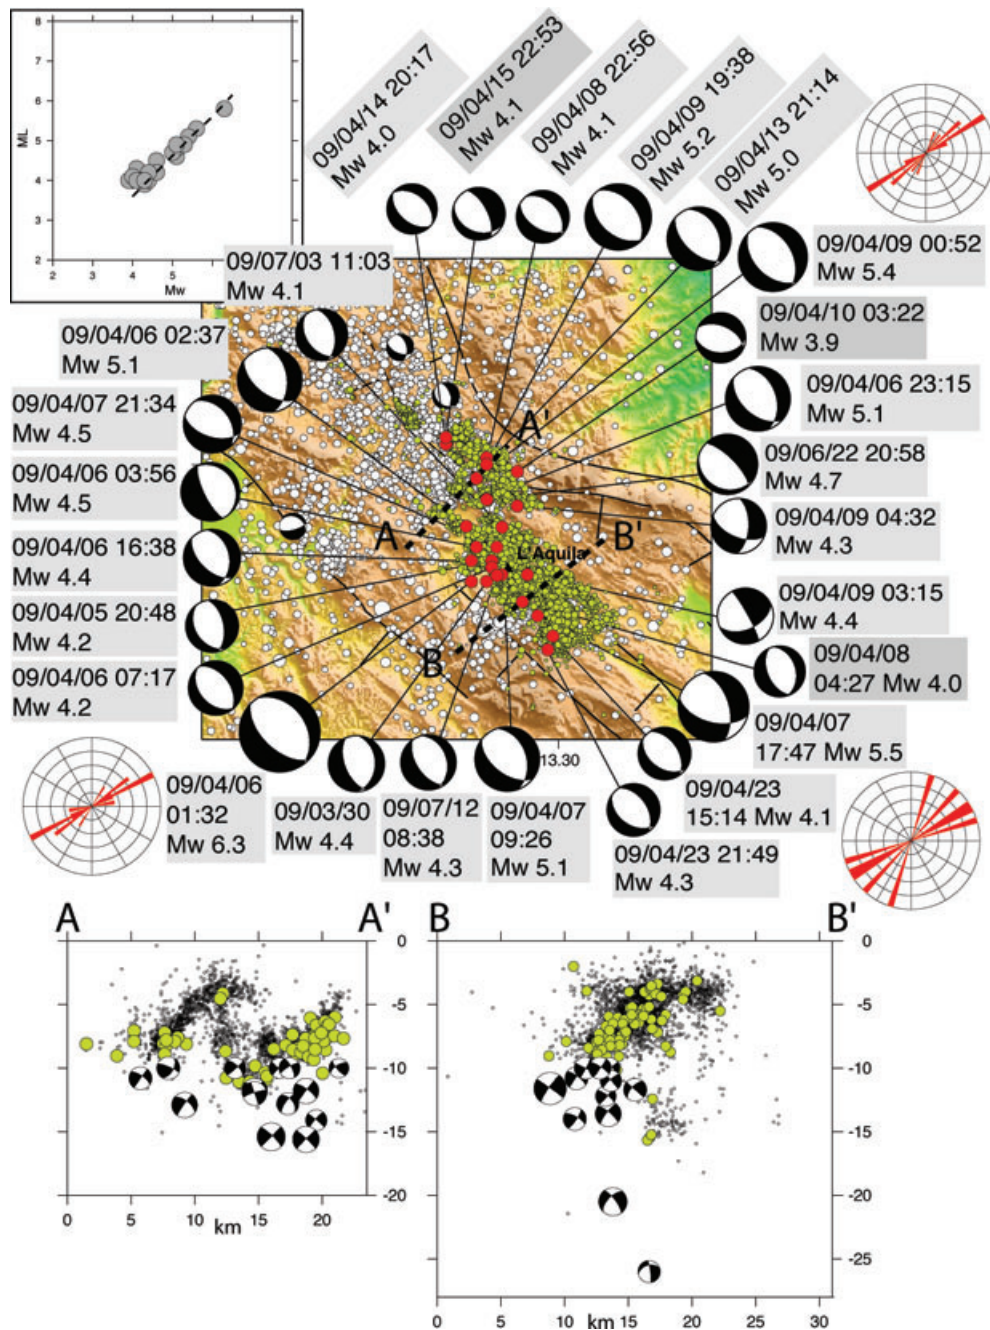 8
7
6
5
4
3
2
ML
2
4
5
6
Mw
09/04/14 20:17
Mw 4.0
09/04/15 22:53
Mw 4.1
09/04/08 22:56
Mw 4.1
09/04/09 19:38
Mw 5.2
09/04/13 21:14
Mw 5.0
09/04/09 00:52
Mw 5.4
09/04/10 03:22
Mw 3.9
09/04/06 23:15
Mw 5.1
09/06/22 20:58
Mw 4.7
09/04/09 04:32
Mw 4.3
09/04/09 03:15
Mw 4.4
09/04/08
04:27 Mw 4.0
09/04/07
17:47 Mw 5.5
09/04/23
15:14 Mw 4.1
09/04/23 21:49
Mw 4.3
09/07/03 11:03
Mw 4.1
09/04/06 02:37
Mw 5.1
09/04/07 21:34
Mw 4.5
09/04/06 03:56
Mw 4.5
09/04/06 16:38
Mw 4.4
09/04/05 20:48
Mw 4.2
09/04/06 07:17
Mw 4.2
09/04/06
01:32
Mw 6.3
09/03/30
Mw 4.4
09/07/12
08:38
Mw 4.3
09/04/07
09:26
Mw 5.1
A'
A
B'
B
L'Aquila
13.30
A
A'
B
B'
0
-5
-10
-15
-20
0
5
10
15
20
km
0
-5
-10
-15
-20
-25
0
5
10
15
20
25
30
km